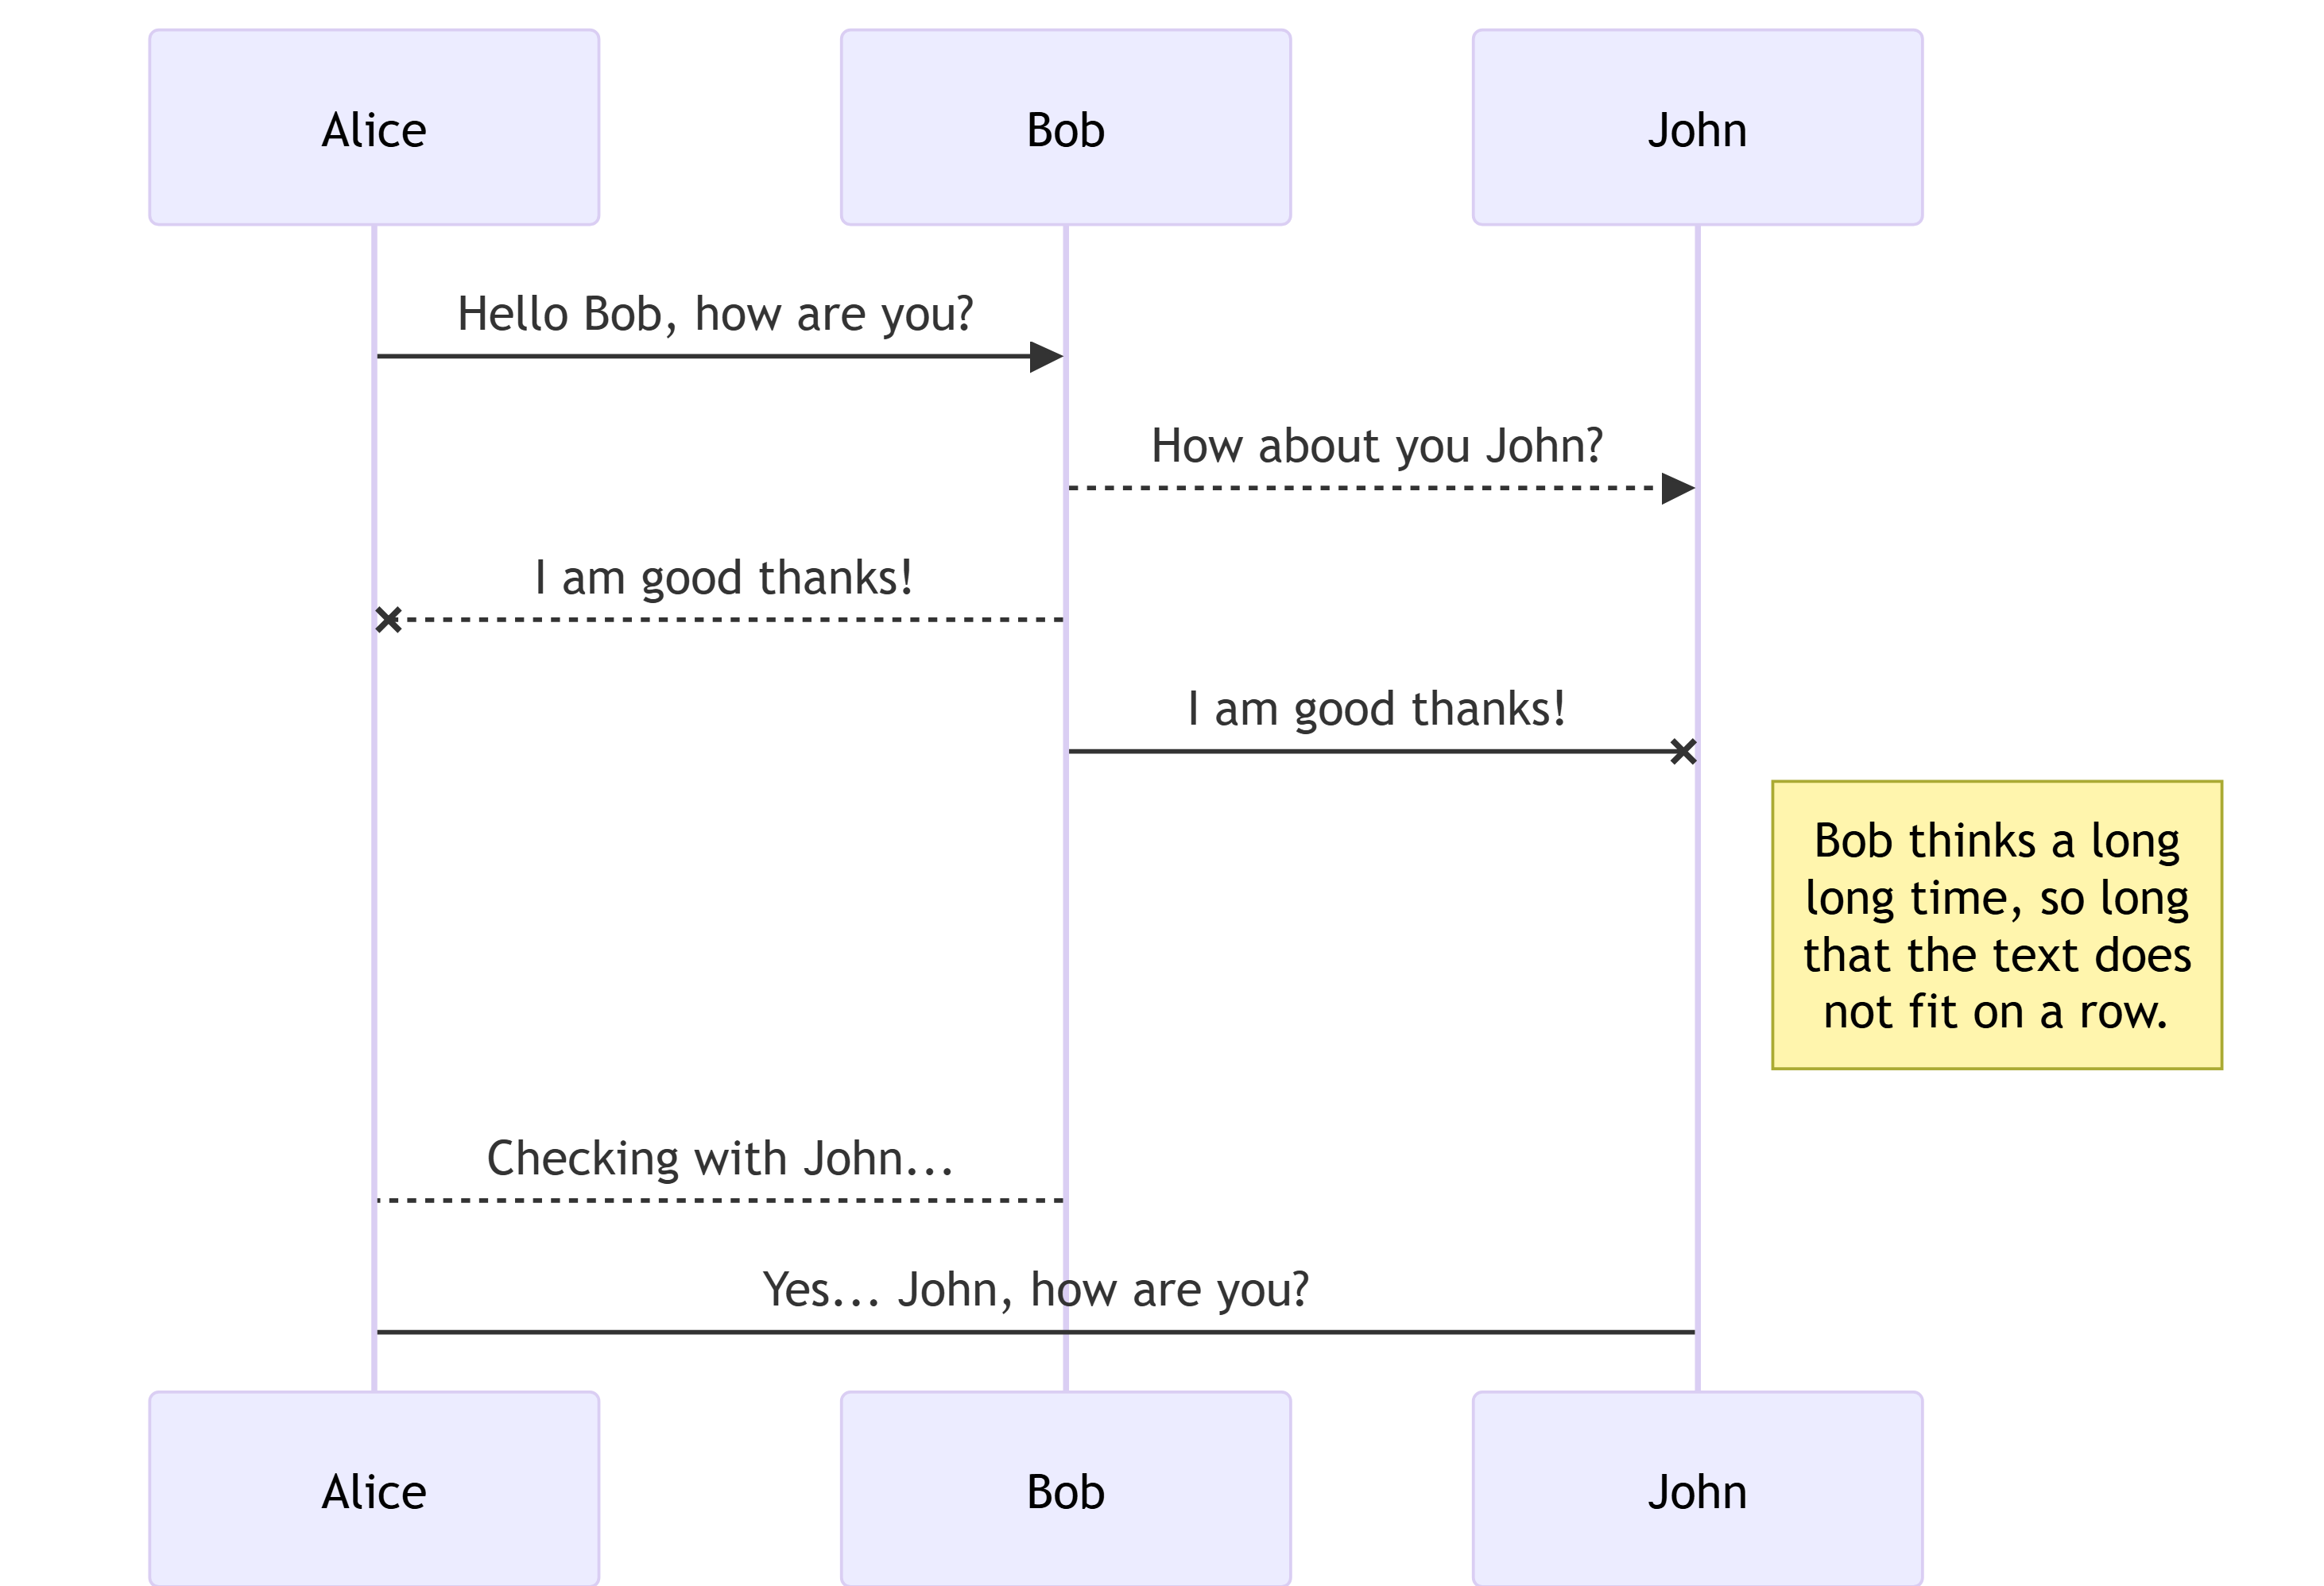 Alice
Bob
John
Hello Bob, how are you?
How about you John?
I am good thanks!
I am good thanks!
Bob thinks a long
long time, so long
that the text does
not fit on a row.
Checking with John...
Yes... John, how are you?
Alice
Bob
John